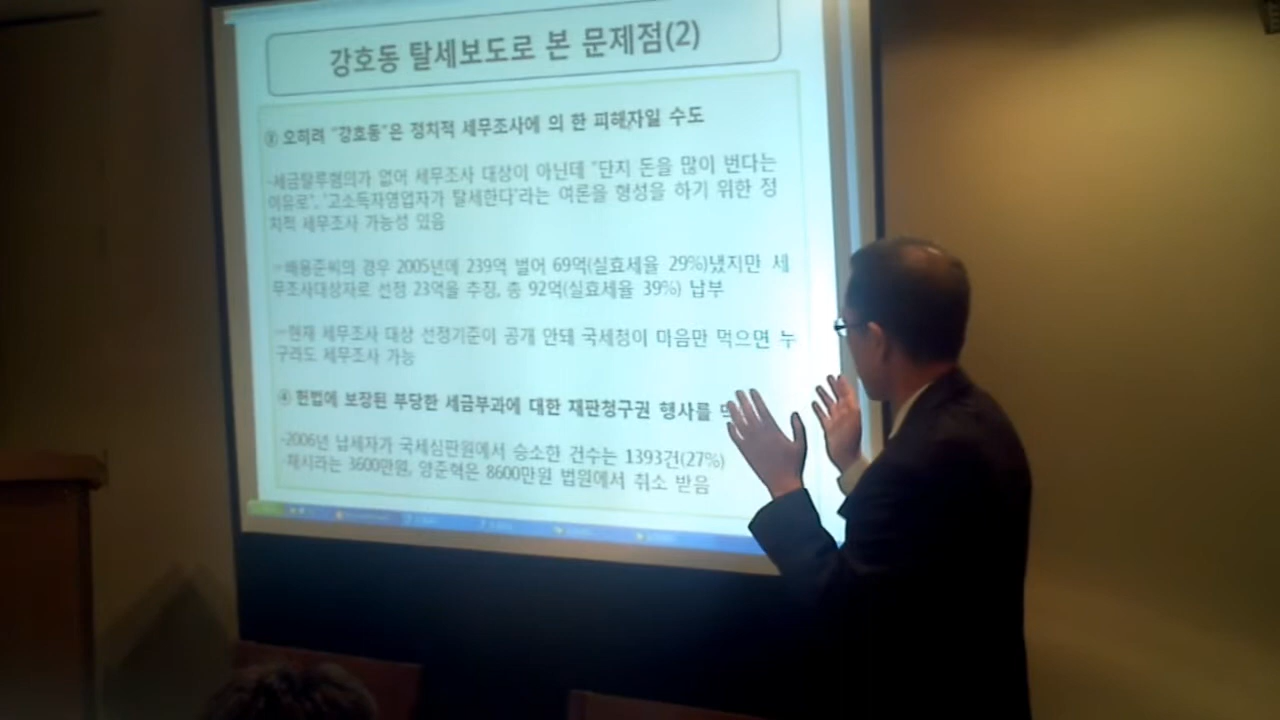 강호동 탈세보도로 본 문제점(2)
③ 오히려 "강호동"은 정치적 세무조사에 의 한 피해자일 수도
-세금탈루혐의가 없어 세무조사 대상이 아닌데 "단지 돈을 많이 번다는
이유로", '고소득자영업자가 탈세한다'라는 여론을 형성을 하기 위한 정
치적 세무조사 가능성 있음
-배용준씨의 경우 2005년에 239억 벌어 69억(실효세율 29%)냈지만 세
무조사대상자로 선정 23억을 추징, 총 92억(실효세율 39%) 납부
-현재 세무조사 대상 선정기준이 공개 안돼 국세청이 마음만 먹으면 누
구라도 세무조사 가능
④ 헌법에 보장된 부당한 세금부과에 대한 재판청구권 행사를
-2006년 납세자가 국세심판원에서 승소한 건수는 1393건(27%)
-채시라는 3600만원, 양준혁은 8600만원 법원에서 취소 받음